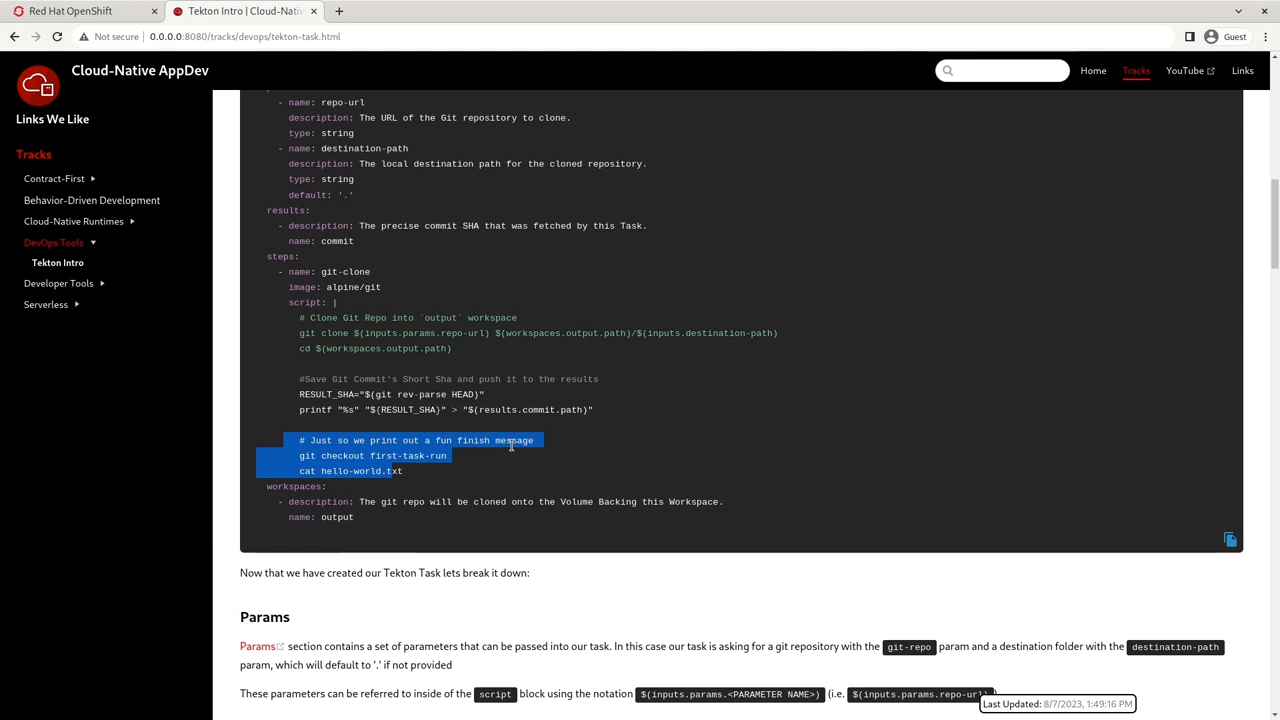 Red Hat OpenShift
Tekton Intro | Cloud-Nativ
Not secure
0.0.0.0:8080/tracks/devops/tekton-task.html
Guest
Cloud-Native AppDev
Home
Tracks
YouTube
Links
Links We Like
Tracks
Contract-First
Behavior-Driven Development
Cloud-Native Runtimes
DevOps Tools
Tekton Intro
Developer Tools
Serverless
- name: repo-url
description: The URL of the Git repository to clone.
type: string
- name: destination-path
description: The local destination path for the cloned repository.
type: string
default: '.'
results:
- description: The precise commit SHA that was fetched by this Task.
name: commit
steps:
- name: git-clone
image: alpine/git
script: |
# Clone Git Repo into `output` workspace
git clone $(inputs.params.repo-url) $(workspaces.output.path)/$(inputs.destination-path)
cd $(workspaces.output.path)
#Save Git Commit's Short Sha and push it to the results
RESULT_SHA="$(git rev-parse HEAD)"
printf "%s" "${RESULT_SHA}" > "$(results.commit.path)"
# Just so we print out a fun finish message
git checkout first-task-run
cat hello-world.txt
workspaces:
- description: The git repo will be cloned onto the Volume Backing this Workspace.
name: output
Now that we have created our Tekton Task lets break it down:
Params
Params section contains a set of parameters that can be passed into our task. In this case our task is asking for a git repository with the git-repo param and a destination folder with the destination-path
param, which will default to '.' if not provided
These parameters can be referred to inside of the script block using the notation $(inputs.params.<PARAMETER NAME>) (i.e. $(inputs.params.repo-url)
Last Updated: 8/7/2023, 1:49:16 PM